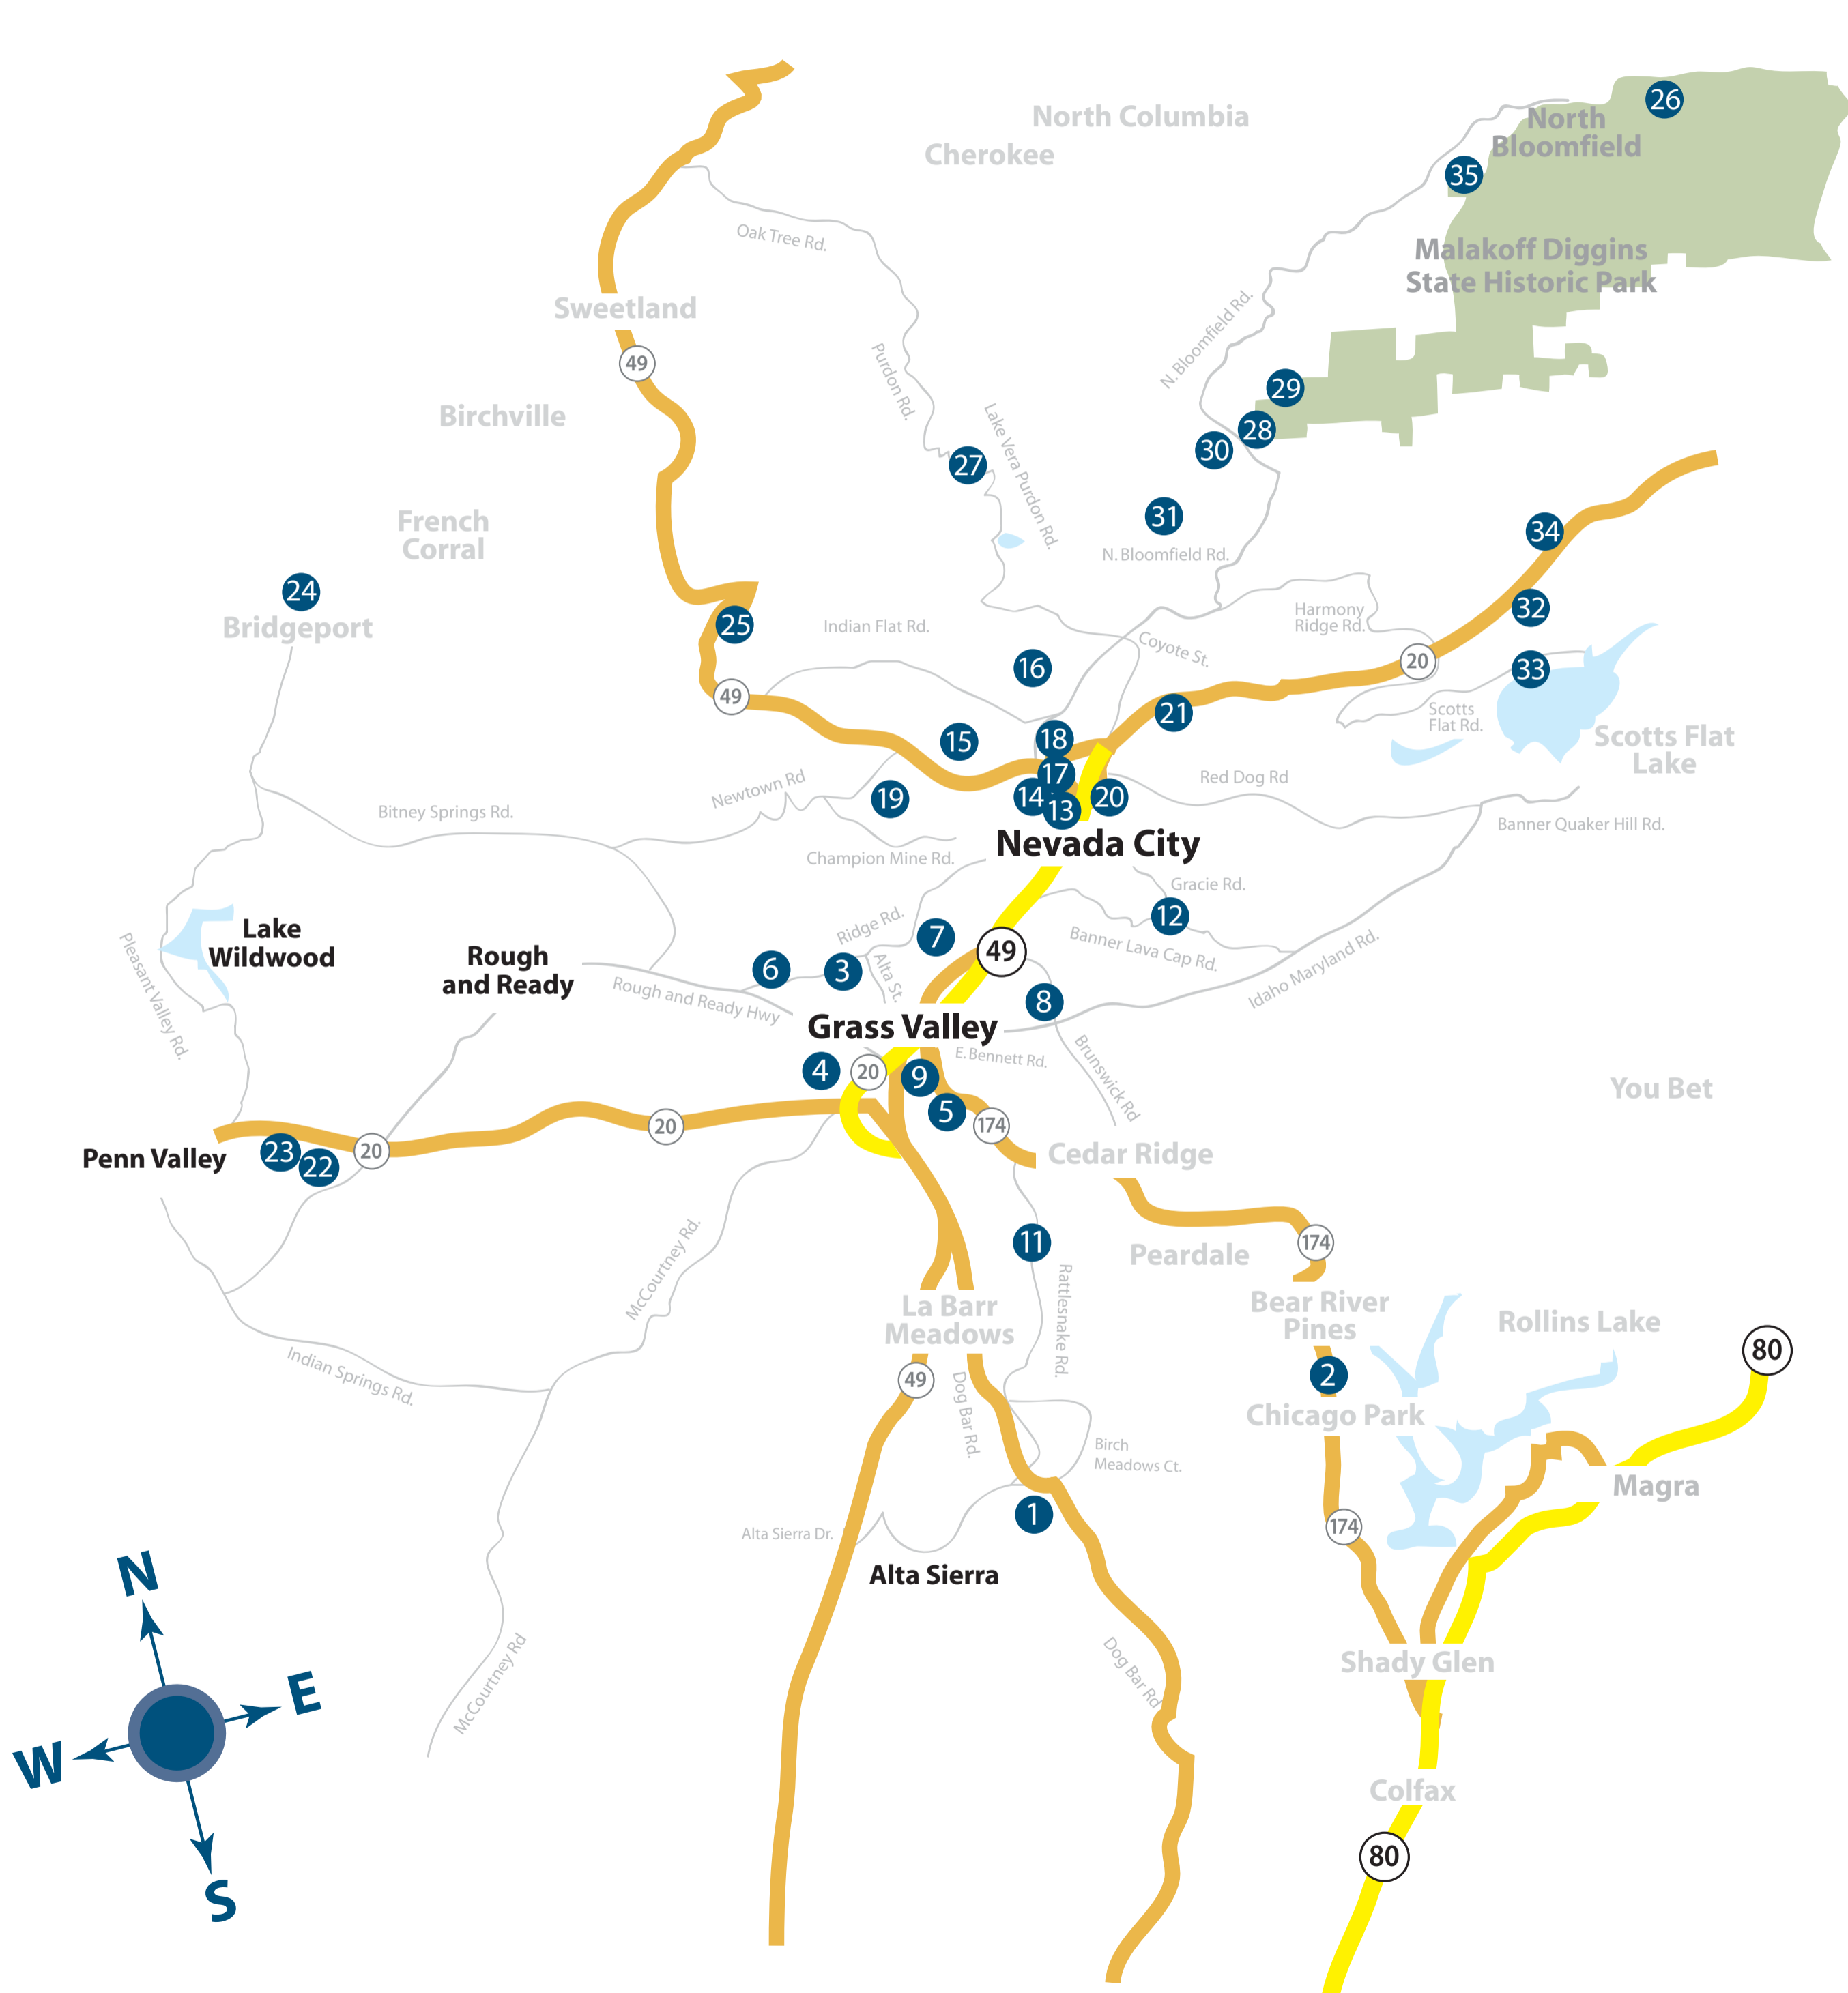 26
North Columbia
North
Bloomfield
Cherokee
35
Oak Tree Rd.
Malakoff Diggins
State Historic Park
Sweetland
N. Bloomfield Rd.
49
Purdon Rd.
29
Birchville
Lake Vera Purdon Rd.
28
30
27
31
French
Corral
34
N. Bloomfield Rd.
24
Bridgeport
25
Indian Flat Rd.
Harmony
Ridge Rd.
32
Coyote St.
16
20
33
49
21
Scotts
Flat Rd.
Scotts Flat
Lake
15
18
17
Newtown Rd
Red Dog Rd
19
14
13
20
Bitney Springs Rd.
Banner Quaker Hill Rd.
Nevada City
Champion Mine Rd.
Gracie Rd.
12
Lake
Wildwood
Ridge Rd.
7
Banner Lava Cap Rd.
Idaho Maryland Rd.
Pleasant Valley Rd.
Rough
and Ready
49
6
3
Alta St.
Rough and Ready Hwy
8
Grass Valley
E. Bennett Rd.
Brunswick Rd
4
20
9
You Bet
5
174
20
20
23
22
Penn Valley
Cedar Ridge
11
174
Peardale
McCourtney Rd.
Rattlesnake Rd.
La Barr
Meadows
Bear River
Pines
Rollins Lake
80
Indian Springs Rd.
49
2
Dog Bar Rd.
Chicago Park
Birch
Meadows Ct.
Magra
1
174
Alta Sierra Dr.
Alta Sierra
N
McCourtney Rd
Dog Bar Rd
Shady Glen
E
W
Colfax
80
S